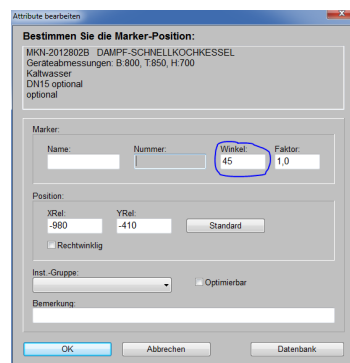 Attribute bearbeiten
Bestimmen Sie die Marker-Position:
MKN-2012802B DAMPF-SCHNELLKOCHKESSEL
Geräteabmessungen: B:800, T:850, H:700
Kaltwasser
DN15 optional
optional
Marker:
Name: Nummer: Winkel: Faktor:
45 1,0
Position:
XRel: YRel:
-980 -410 Standard
Rechtwinklig
Inst.-Gruppe:
Optimierbar
Bemerkung:
OK Abbrechen Datenbank